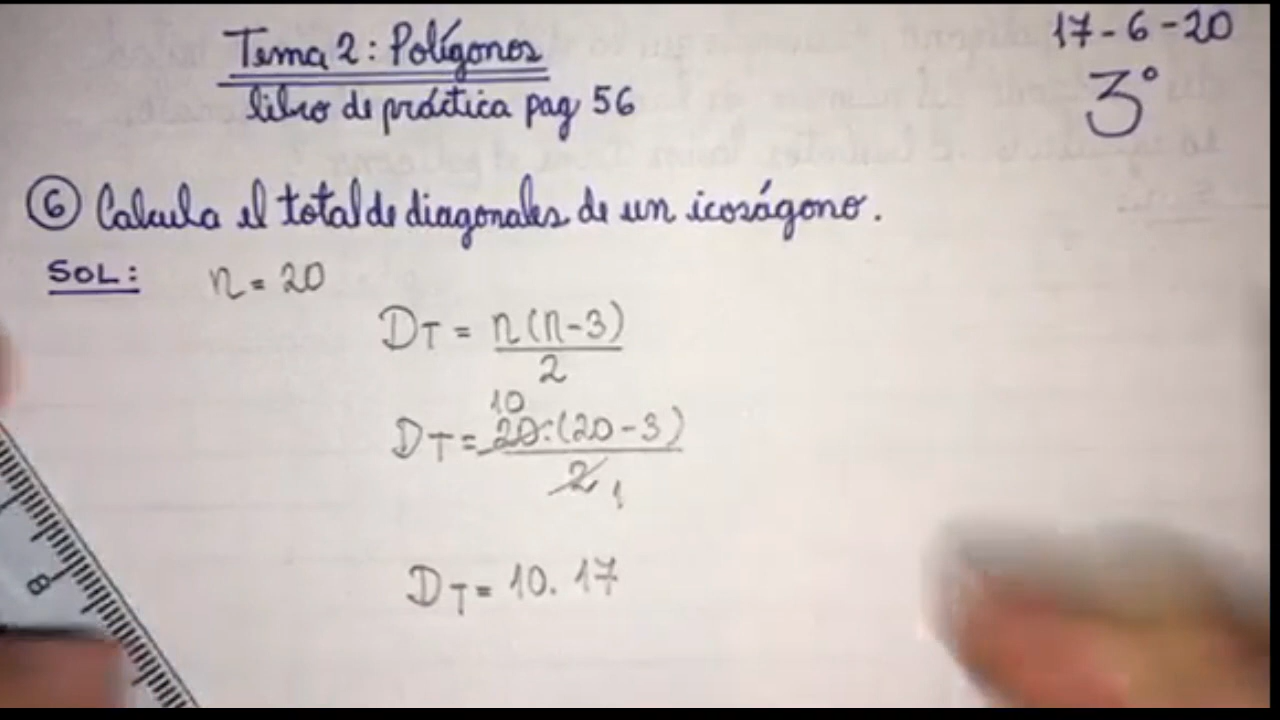 Tema 2: Polígonos
17-6-20
libro de práctica pag 56
3°
6 Calcula el total de diagonales de un icoságono.
SOL: n = 20
DT = n(n-3)
2
10
DT = 20.(20-3)
2 1
DT = 10. 17
8